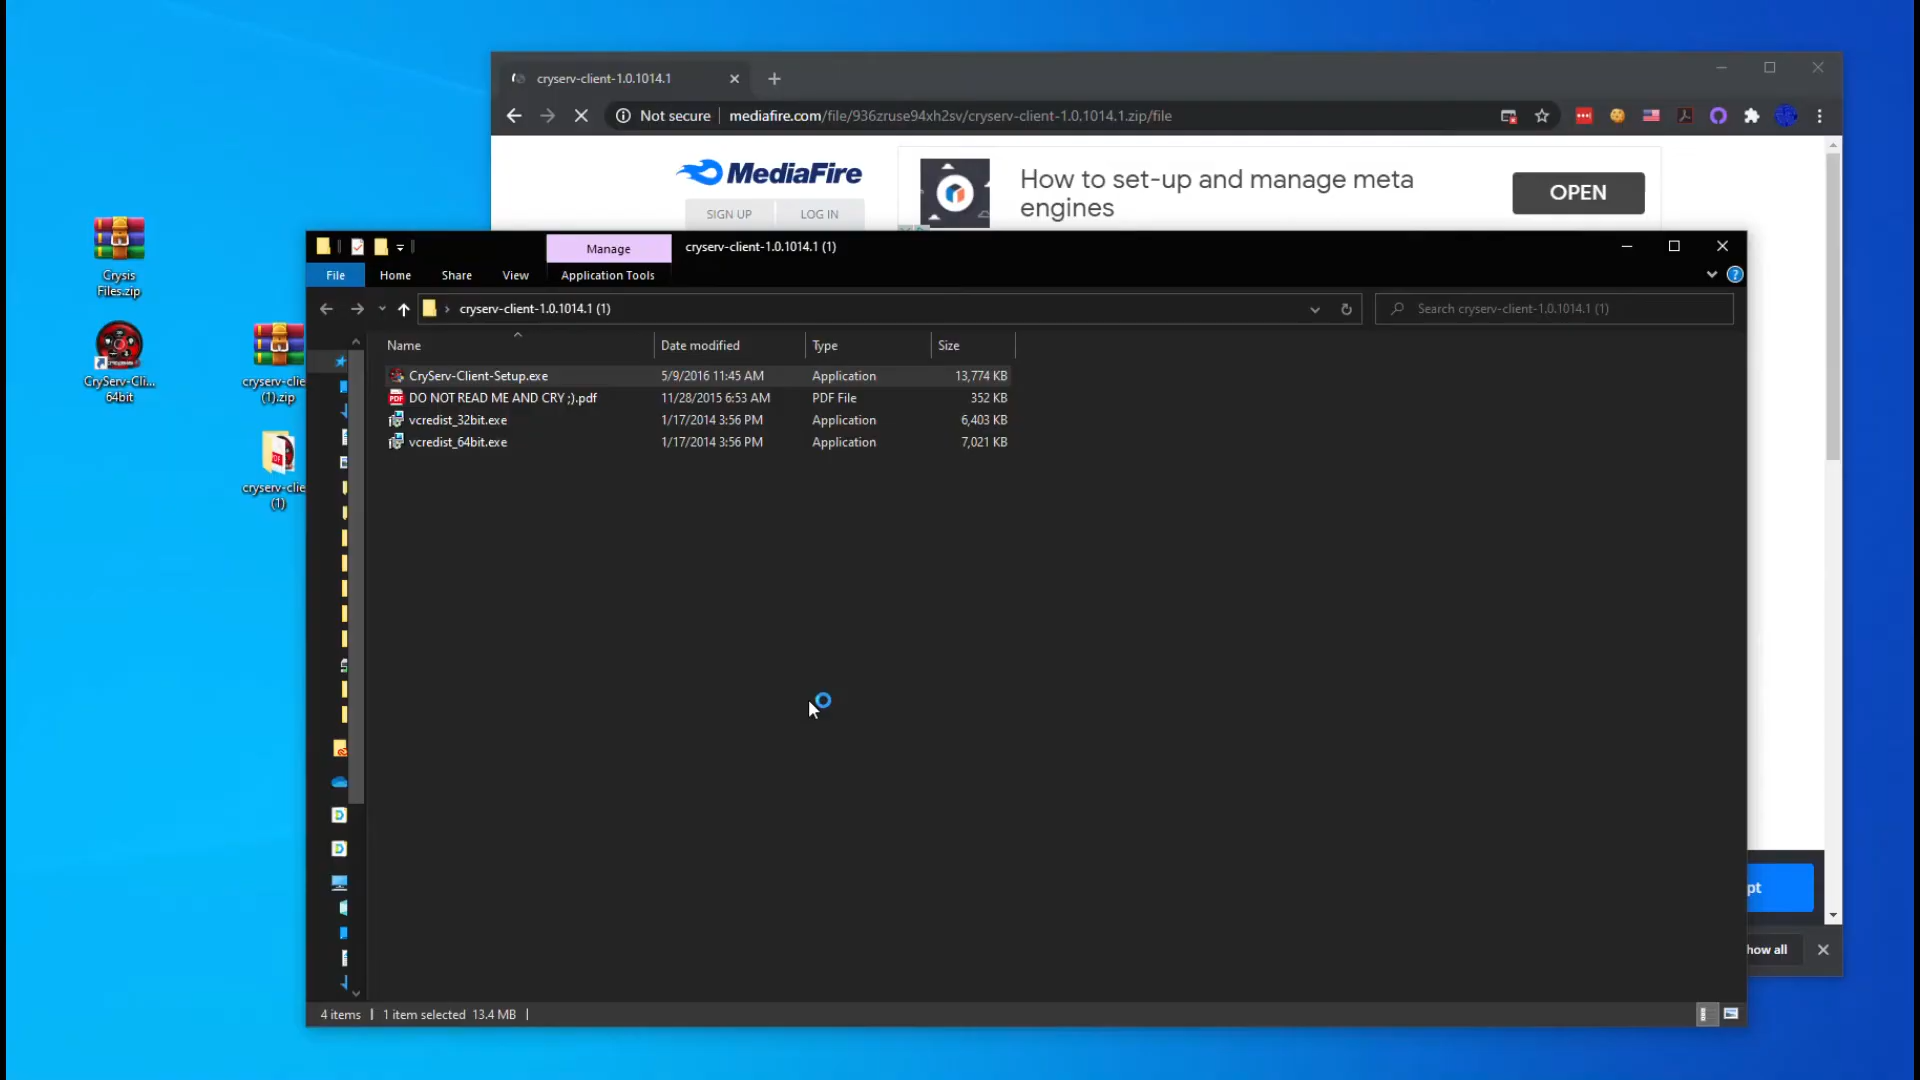 cryserv-client-1.0.1014.1
Not secure
mediafire.com/file/936zruse94xh2sv/cryserv-client-1.0.1014.1.zip/file
MediaFire
SIGN UP
LOG IN
How to set-up and manage meta
engines
OPEN
Crysis
Files.zip
CryServ-Cli...
64bit
cryserv-clie
(1).zip
cryserv-clie
(1)
Manage
cryserv-client-1.0.1014.1 (1)
File
Home
Share
View
Application Tools
cryserv-client-1.0.1014.1 (1)
Search cryserv-client-1.0.1014.1 (1)
Name
Date modified
Type
Size
CryServ-Client-Setup.exe 5/9/2016 11:45 AM Application 13,774 KB
DO NOT READ ME AND CRY ;).pdf 11/28/2015 6:53 AM PDF File 352 KB
vcredist_32bit.exe 1/17/2014 3:56 PM Application 6,403 KB
vcredist_64bit.exe 1/17/2014 3:56 PM Application 7,021 KB
pt
how all
4 items
1 item selected 13.4 MB